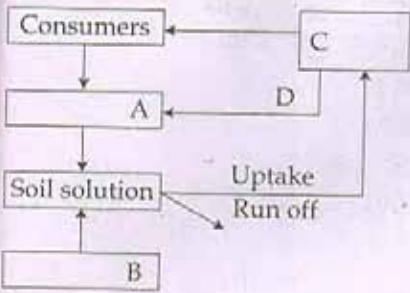 Consumers
C
A
D
Soil solution
Uptake
Run off
B